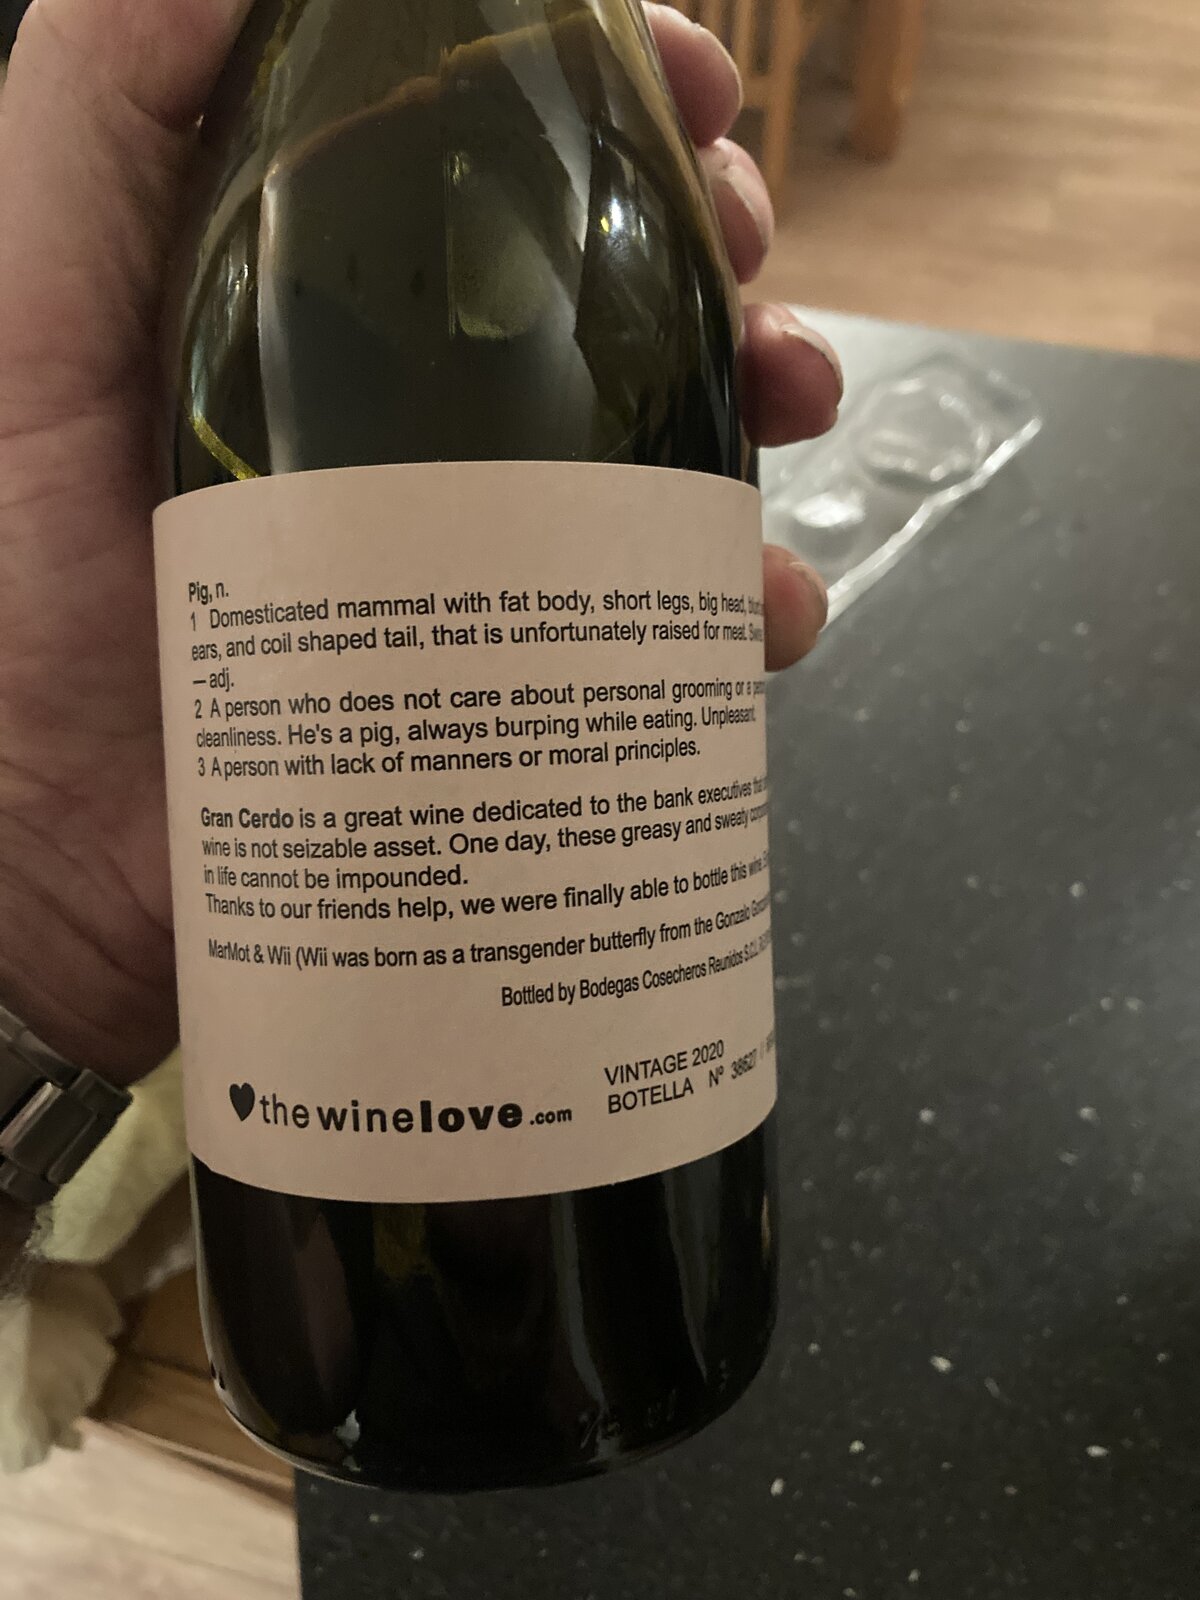 Pig, n.
1 Domesticated mammal with fat body, short legs, big head,
ears, and coil shaped tail, that is unfortunately raised for meat.
– adj.
2 A person who does not care about personal grooming or a
cleanliness. He's a pig, always burping while eating. Unpleasant.
3 A person with lack of manners or moral principles.
Gran Cerdo is a great wine dedicated to the bank executives
wine is not seizable asset. One day, these greasy and sweaty
in life cannot be impounded.
Thanks to our friends help, we were finally able to bottle this wine.
MarMot & Wii (Wii was born as a transgender butterfly from the Gonzalo
Bottled by Bodegas Cosecheros Reunidos
VINTAGE 2020
BOTELLA Nº 38627
thewinelove.com